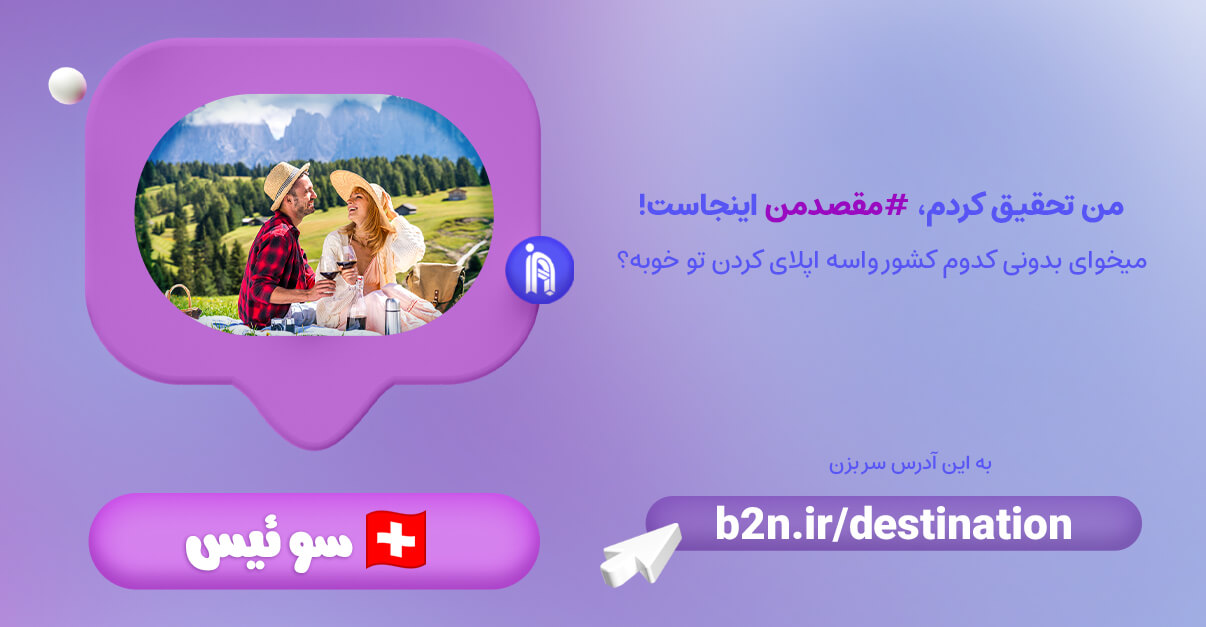 من تحقیق کردم، #مقصدمن اینجاست!
میخوای بدونی کدوم کشور واسه اپلای کردن تو خوبه؟
به این آدرس سر بزن
b2n.ir/destination
سوئیس